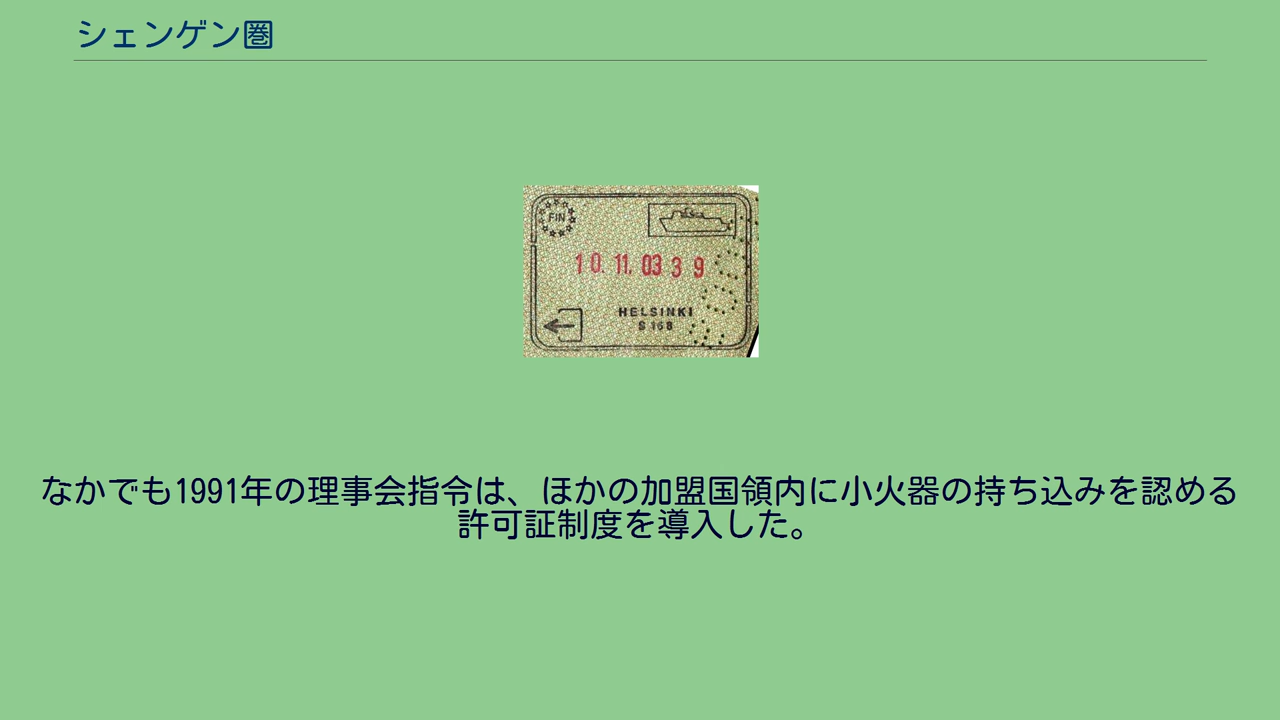 シェンゲン圏
FIN
10.11.03 39
HELSINKI
S 168
なかでも1991年の理事会指令は、ほかの加盟国領内に小火器の持ち込みを認める
許可証制度を導入した。